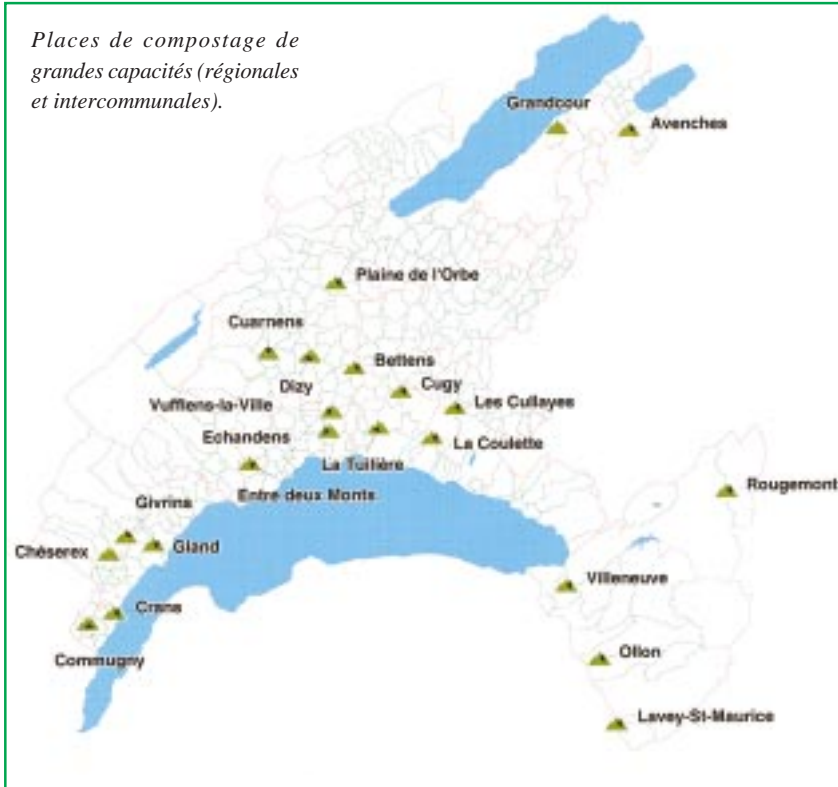 Places de compostage de
grandes capacités (régionales
et intercommunales).
Grandcour
Avenches
Plaine de l'Orbe
Cuarnens
Bettens
Dizy
Cugy
Vufflens-la-Ville
Les Cullayes
Echandens
La Coulette
La Tuilière
Rougemont
Entre deux Monts
Givrins
Gland
Chéserex
Villeneuve
Crans
Commugny
Ollon
Lavey-St-Maurice